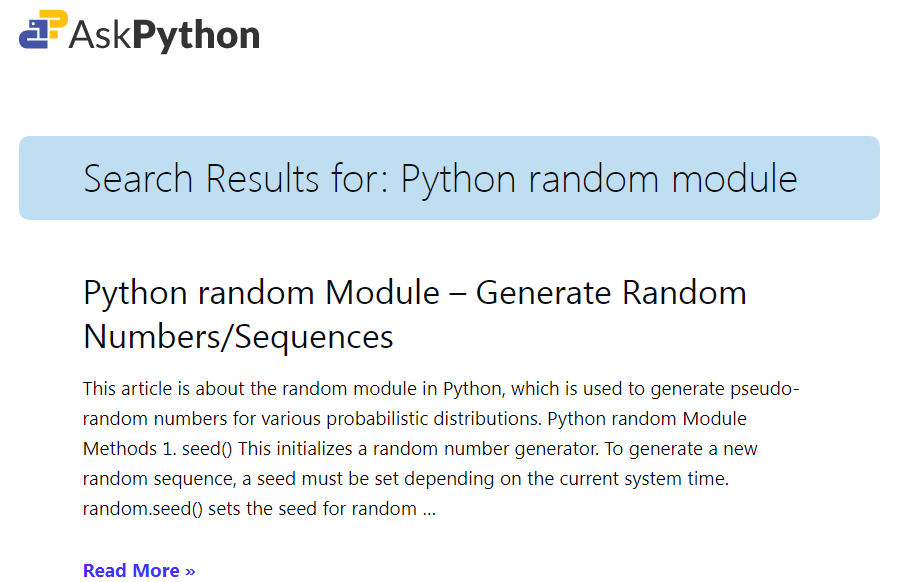 AskPython
Search Results for: Python random module
Python random Module – Generate Random
Numbers/Sequences
This article is about the random module in Python, which is used to generate pseudo-
random numbers for various probabilistic distributions. Python random Module
Methods 1. seed() This initializes a random number generator. To generate a new
random sequence, a seed must be set depending on the current system time.
random.seed() sets the seed for random …
Read More »